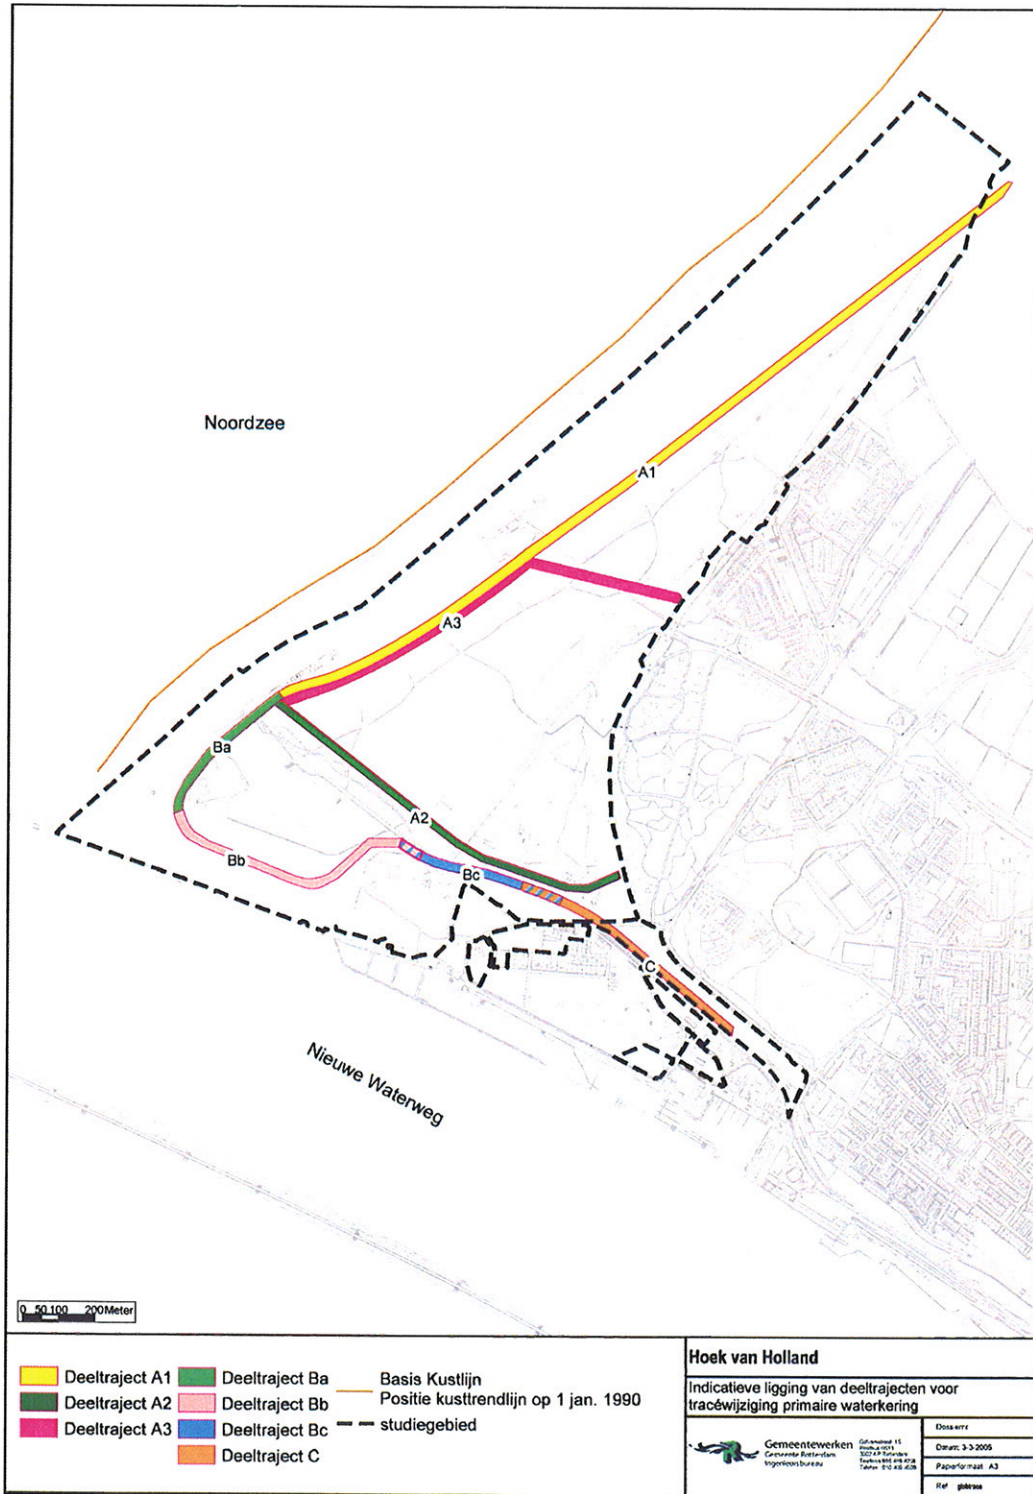 Noordzee
A1
A3
Ba
A2
Bb
Bc
C
Nieuwe Waterweg
0 50 100 200 Meter
Deeltraject A1
Deeltraject A2
Deeltraject A3
Deeltraject Ba
Deeltraject Bb
Deeltraject Bc
Deeltraject C
Basis Kustlijn
Positie kusttrendlijn op 1 jan. 1990
studiegebied
Hoek van Holland
Indicatieve ligging van deeltrajecten voor
tracéwijziging primaire waterkering
Gemeentewerken
Gemeente Rotterdam
Ingenieursbureau
Datum: 3-3-2005
Papierformaat: A3
Ref